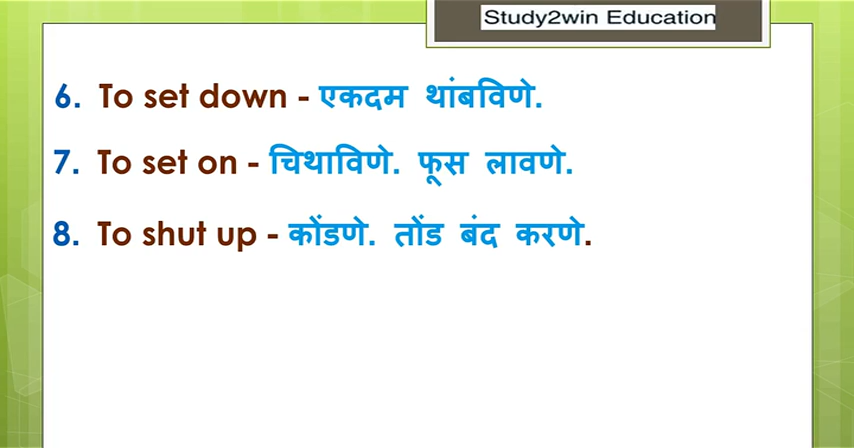 Study2win Education
6. To set down - एकदम थांबविणे.
7. To set on - चिथाविणे. फूस लावणे.
8. To shut up - कोंडणे. तोंड बंद करणे.